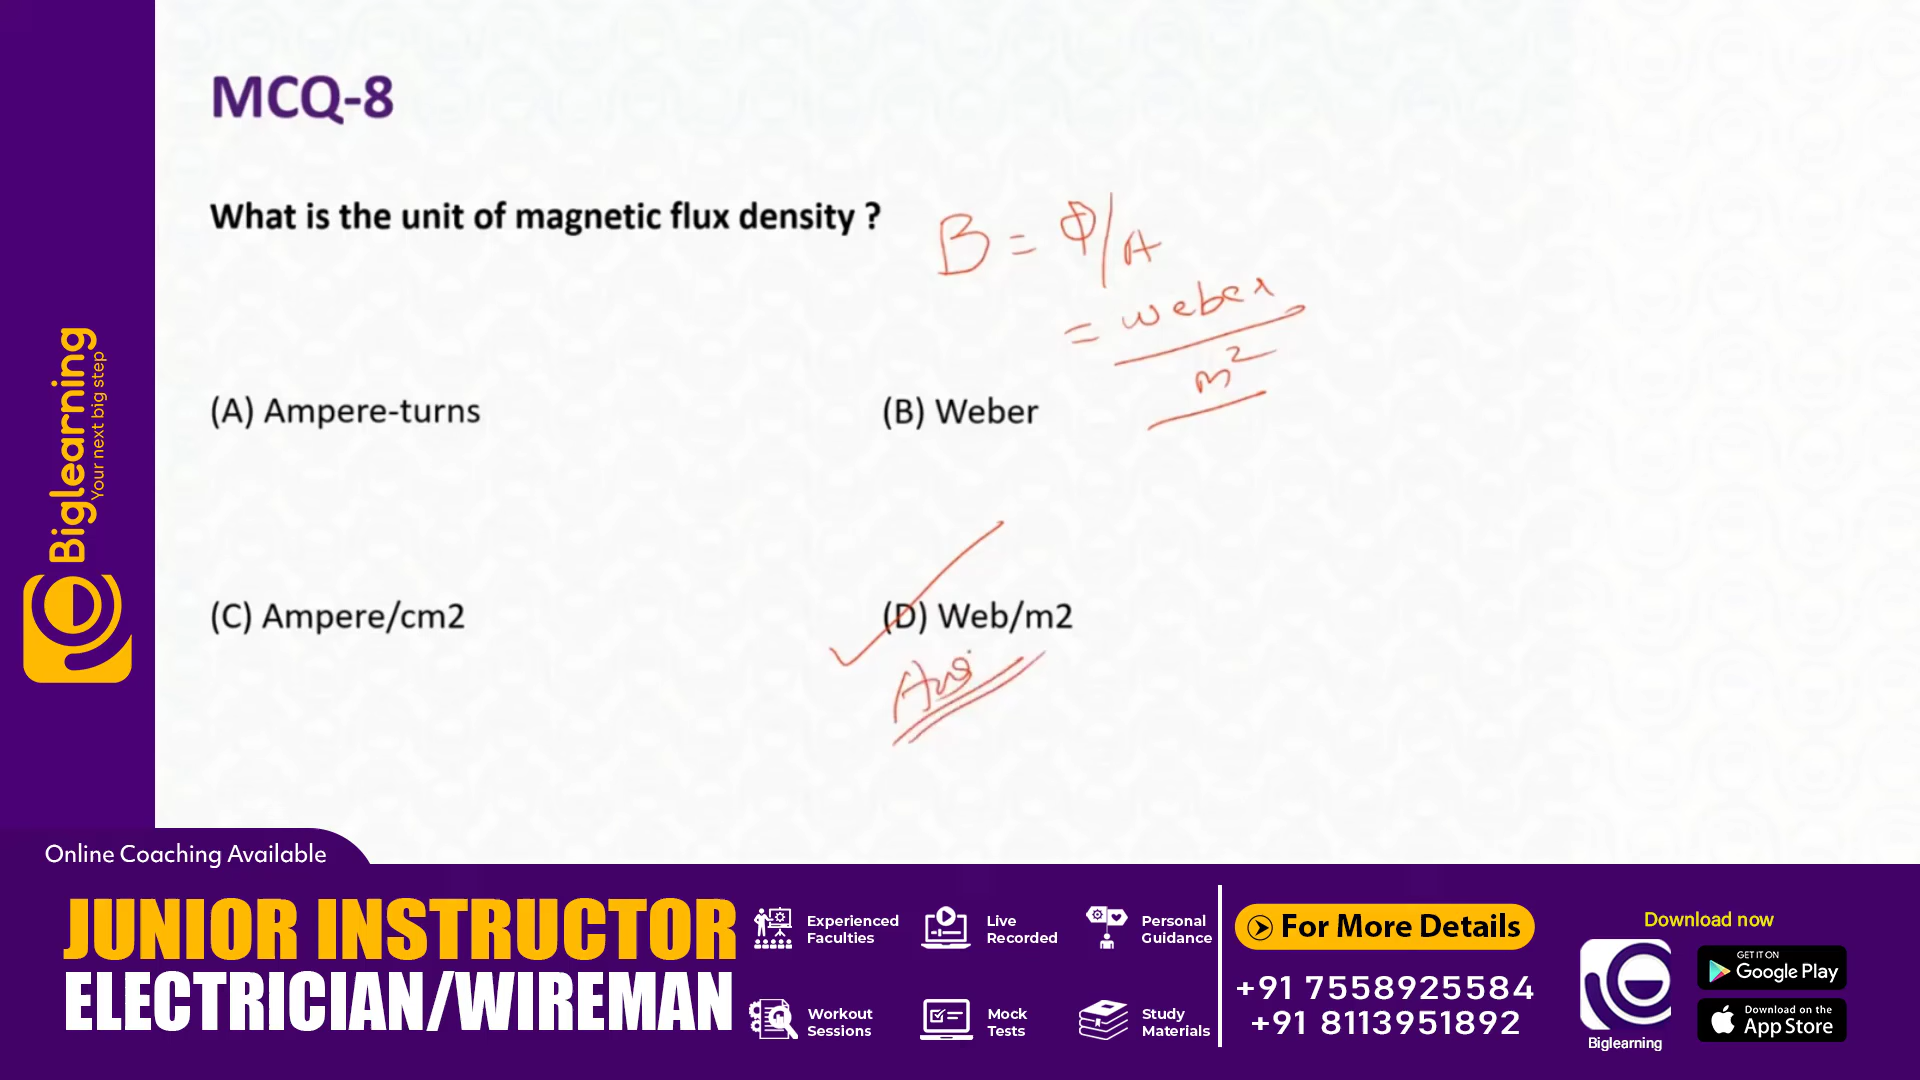 MCQ-8
What is the unit of magnetic flux density ?
B = Φ/A
= weber
m²
(A) Ampere-turns
(B) Weber
(C) Ampere/cm2
(D) Web/m2
Ans
Biglearning
Your next big step
Online Coaching Available
JUNIOR INSTRUCTOR
ELECTRICIAN/WIREMAN
Experienced
Faculties
Live
Recorded
Personal
Guidance
Workout
Sessions
Mock
Tests
Study
Materials
For More Details
+91 7558925584
+91 8113951892
Download now
Biglearning
GET IT ON
Google Play
Download on the
App Store